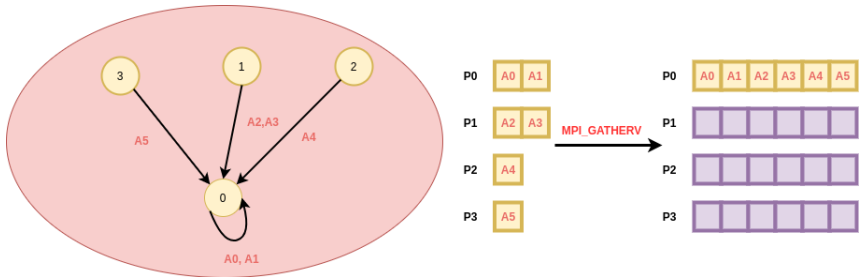 3
1
2
A5
A2,A3
A4
0
A0, A1
P0 A0 A1
P1 A2 A3
P2 A4
P3 A5
MPI_GATHERV
P0 A0 A1 A2 A3 A4 A5
P1
P2
P3